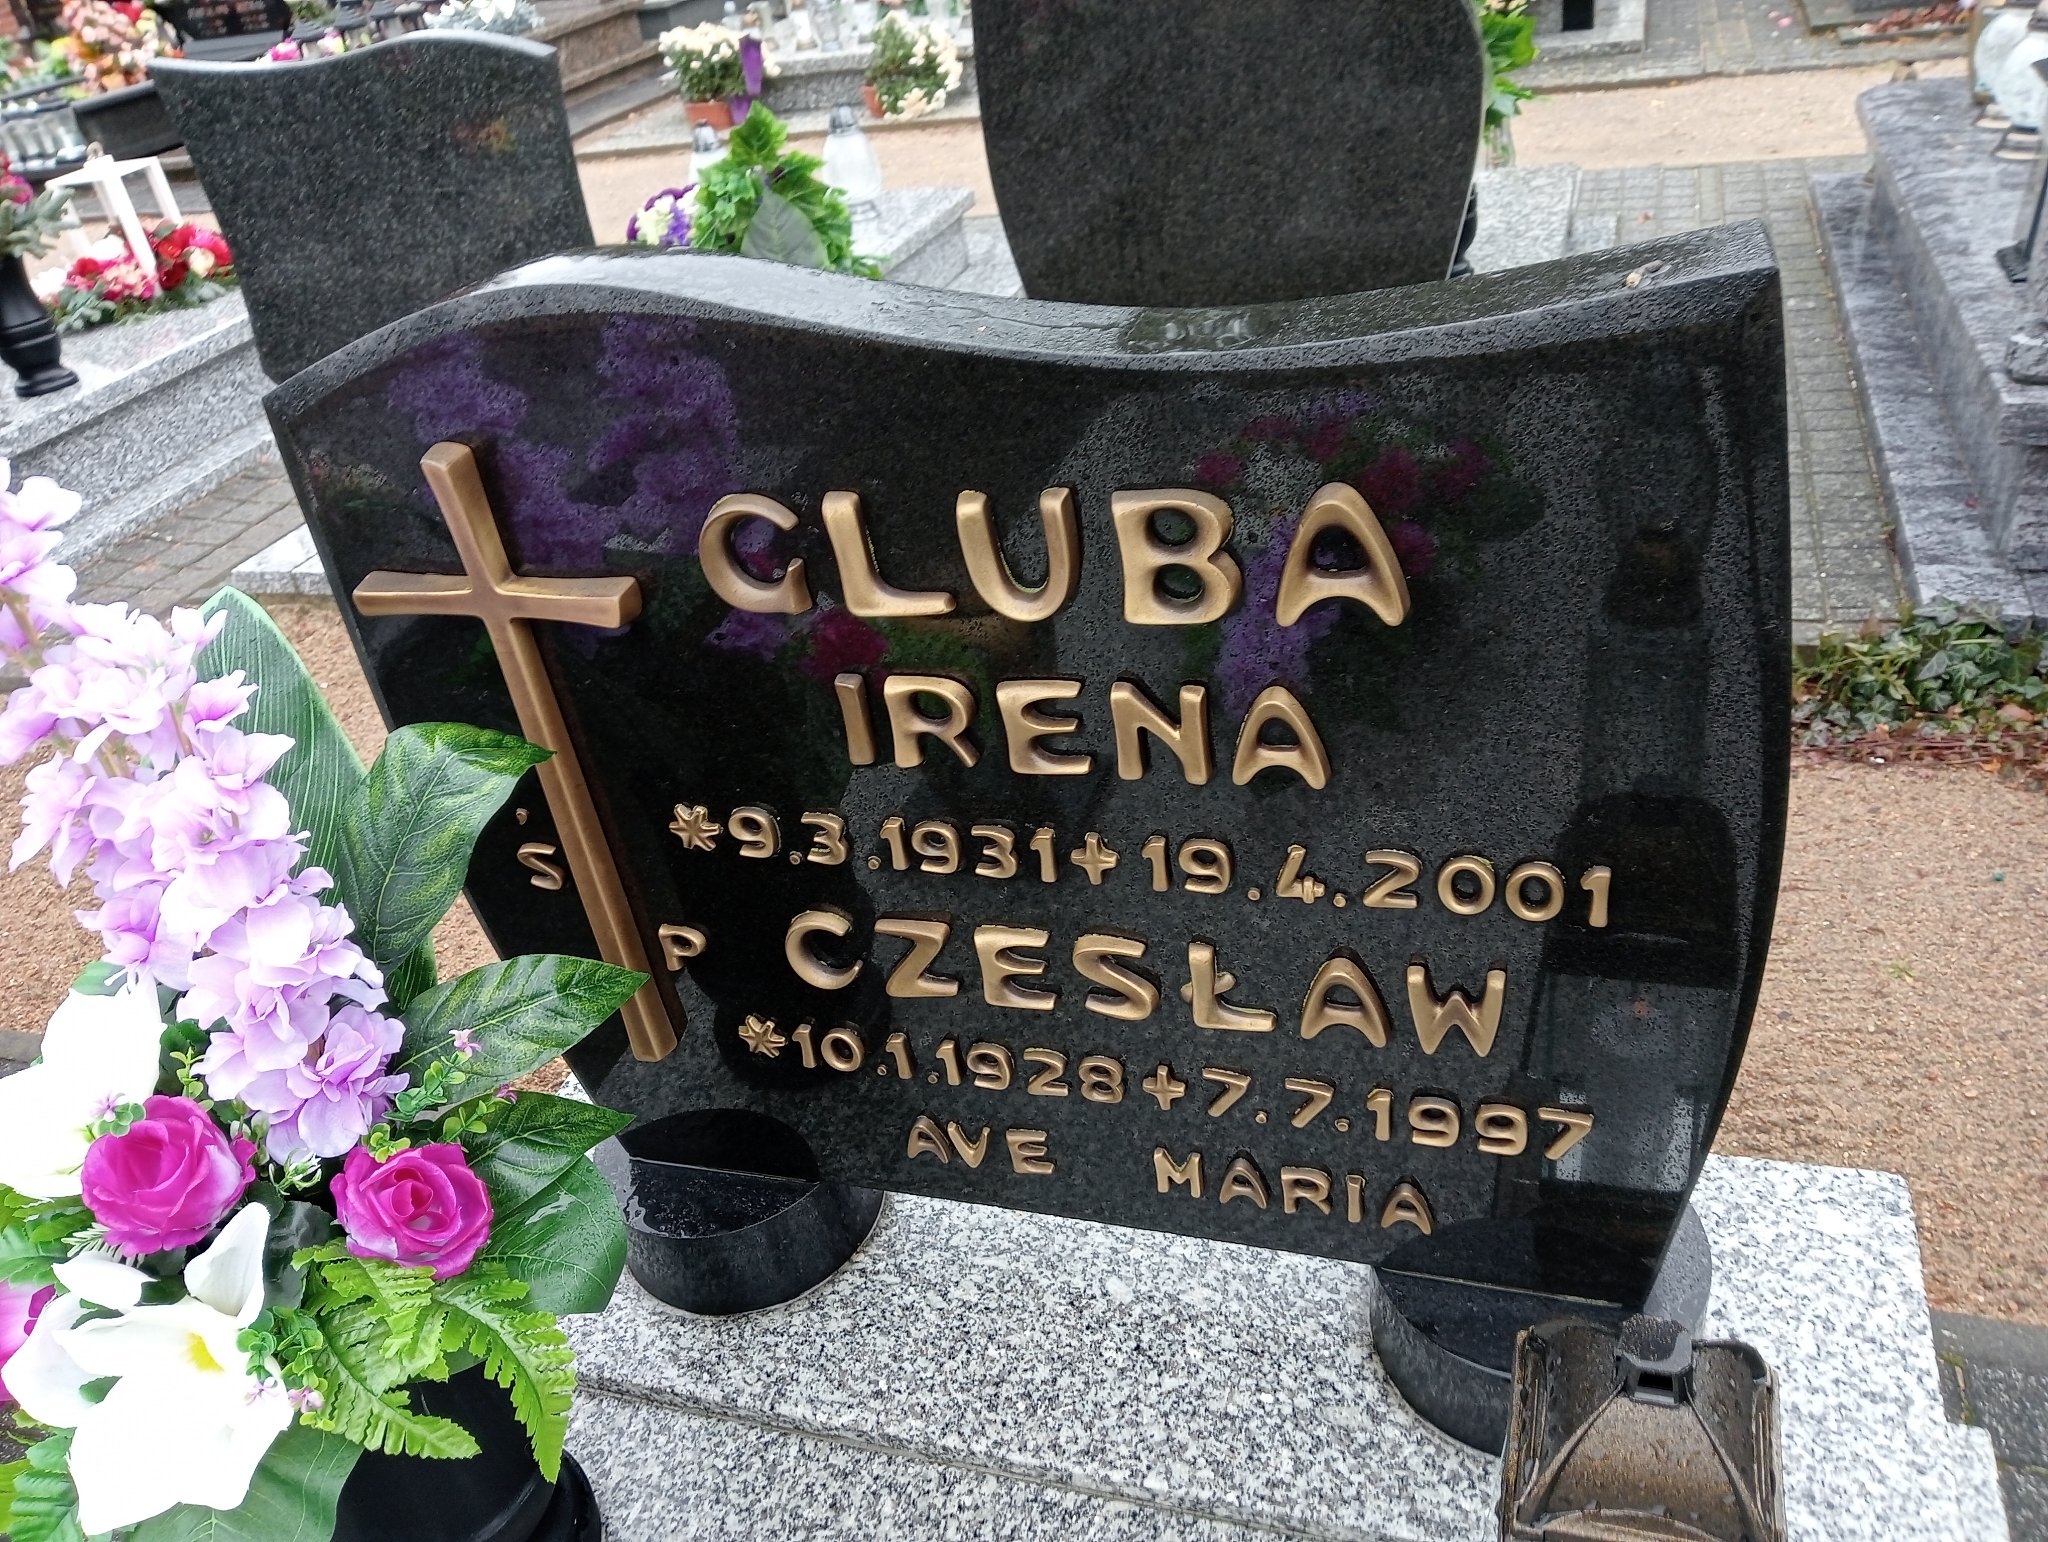 GLUBA
IRENA
*9.3.1931+19.4.2001
Ś P
CZESŁAW
*10.1.1928+7.7.1997
AVE MARIA